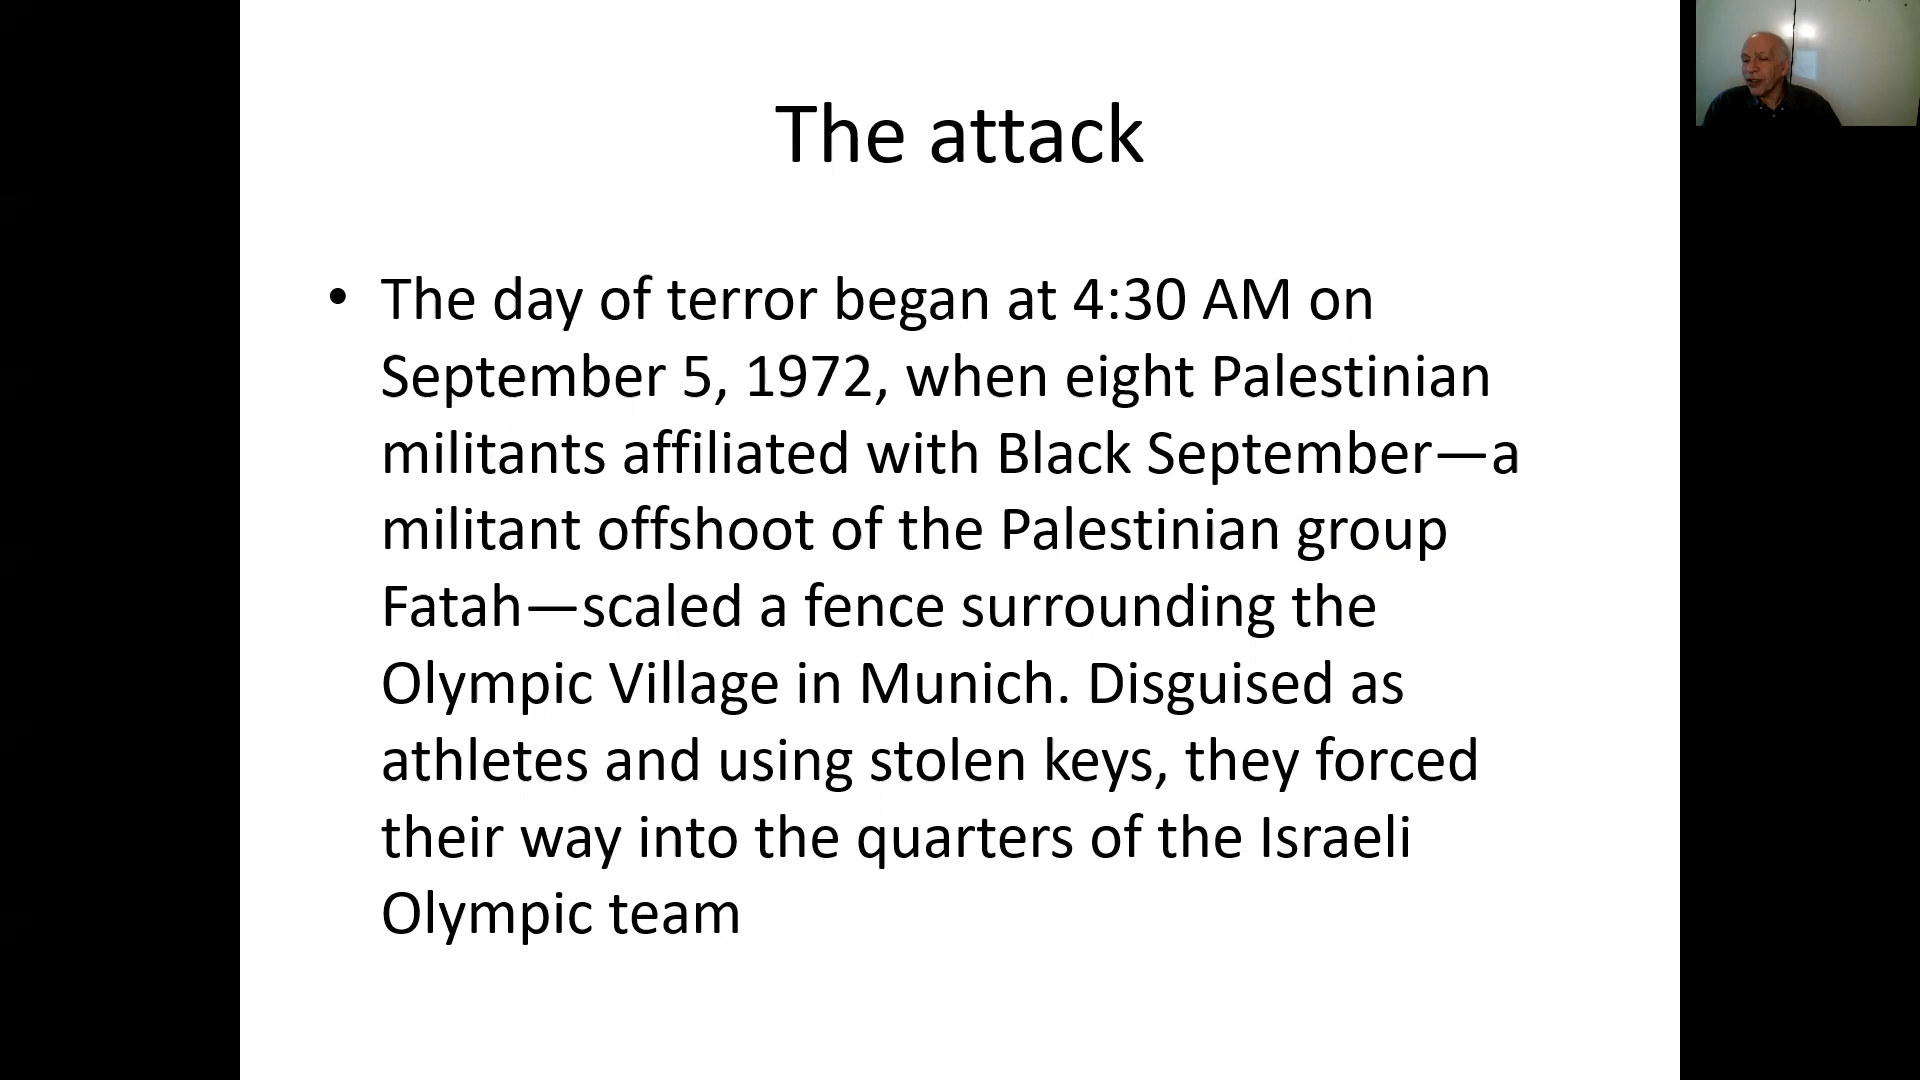 The attack
• The day of terror began at 4:30 AM on
September 5, 1972, when eight Palestinian
militants affiliated with Black September—a
militant offshoot of the Palestinian group
Fatah—scaled a fence surrounding the
Olympic Village in Munich. Disguised as
athletes and using stolen keys, they forced
their way into the quarters of the Israeli
Olympic team